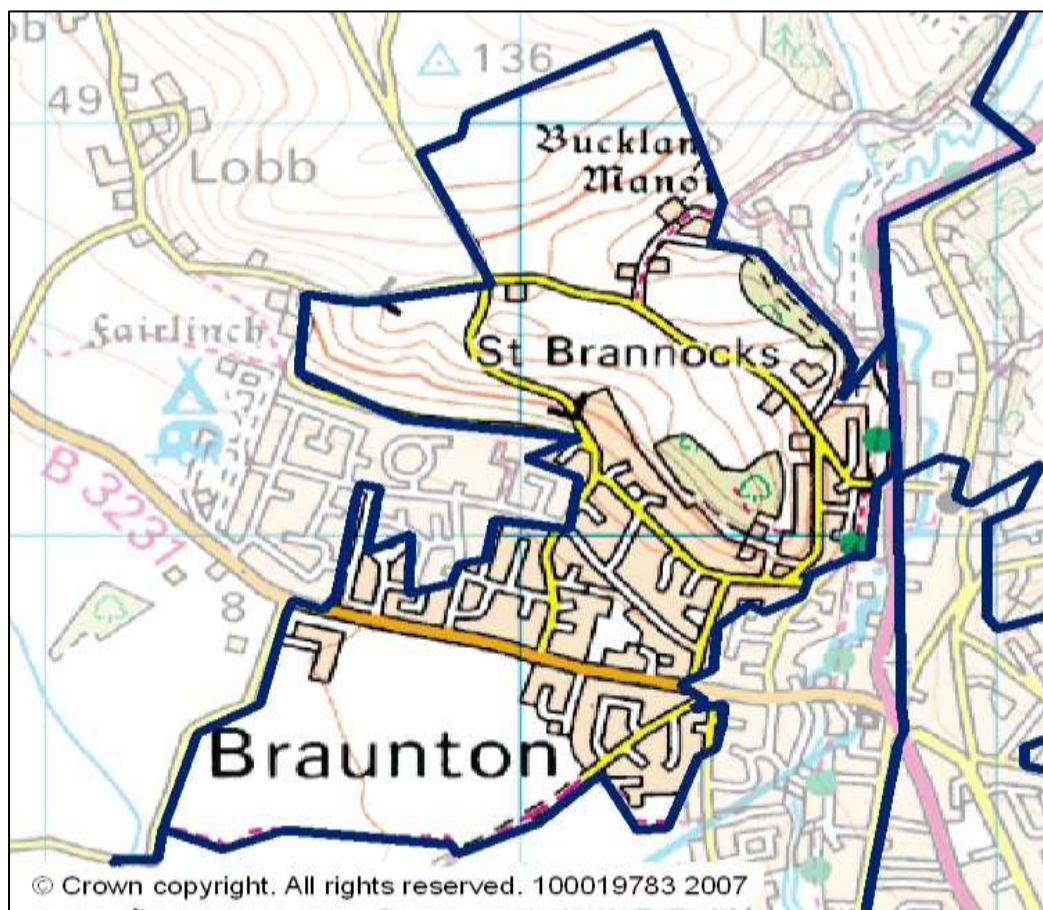 136
49
Lobb
Buckland
Manor
Fairlinch
St Brannocks
B 3231
8
Braunton
© Crown copyright. All rights reserved. 100019783 2007